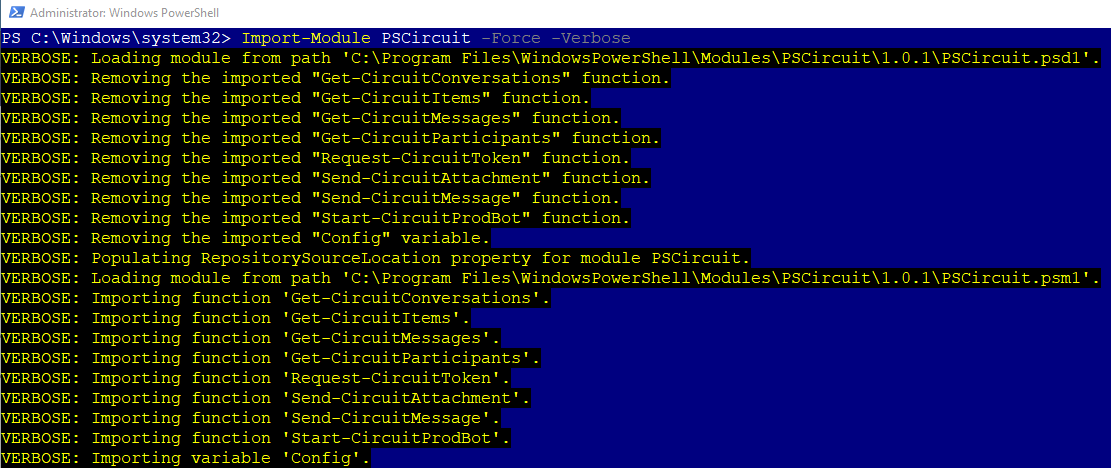 Administrator: Windows PowerShell
PS C:\Windows\system32> Import-Module PSCircuit -Force -Verbose
VERBOSE: Loading module from path 'C:\Program Files\WindowsPowerShell\Modules\PSCircuit\1.0.1\PSCircuit.psd1'.
VERBOSE: Removing the imported "Get-CircuitConversations" function.
VERBOSE: Removing the imported "Get-CircuitItems" function.
VERBOSE: Removing the imported "Get-CircuitMessages" function.
VERBOSE: Removing the imported "Get-CircuitParticipants" function.
VERBOSE: Removing the imported "Request-CircuitToken" function.
VERBOSE: Removing the imported "Send-CircuitAttachment" function.
VERBOSE: Removing the imported "Send-CircuitMessage" function.
VERBOSE: Removing the imported "Start-CircuitProdBot" function.
VERBOSE: Removing the imported "Config" variable.
VERBOSE: Populating RepositorySourceLocation property for module PSCircuit.
VERBOSE: Loading module from path 'C:\Program Files\WindowsPowerShell\Modules\PSCircuit\1.0.1\PSCircuit.psm1'.
VERBOSE: Importing function 'Get-CircuitConversations'.
VERBOSE: Importing function 'Get-CircuitItems'.
VERBOSE: Importing function 'Get-CircuitMessages'.
VERBOSE: Importing function 'Get-CircuitParticipants'.
VERBOSE: Importing function 'Request-CircuitToken'.
VERBOSE: Importing function 'Send-CircuitAttachment'.
VERBOSE: Importing function 'Send-CircuitMessage'.
VERBOSE: Importing function 'Start-CircuitProdBot'.
VERBOSE: Importing variable 'Config'.